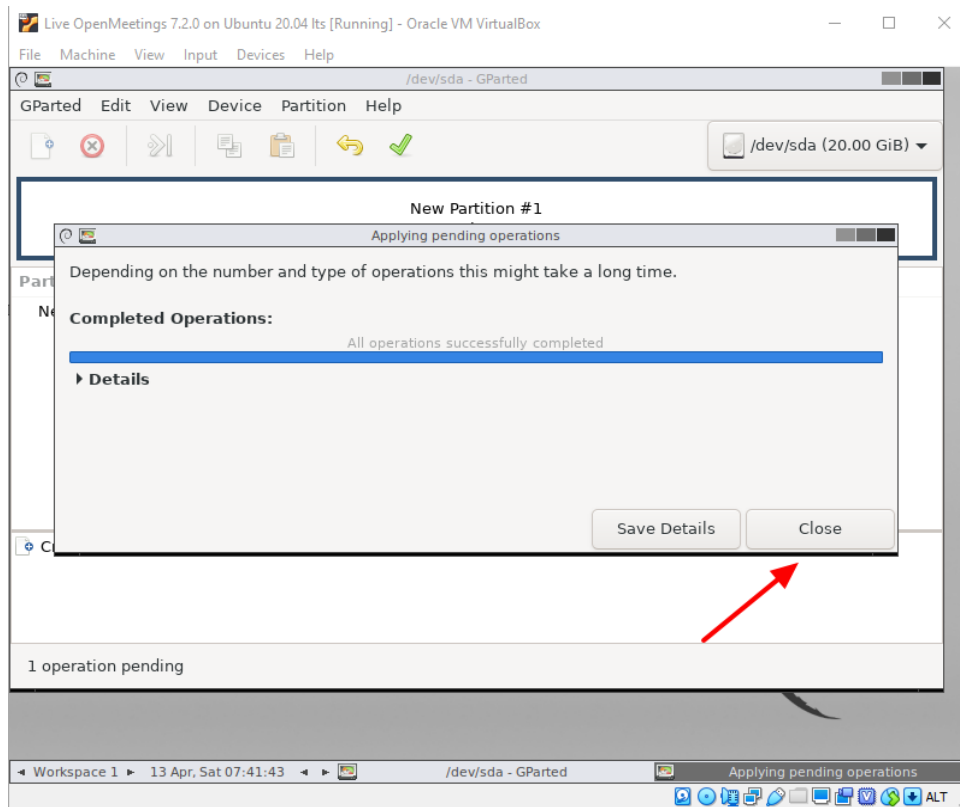 Live OpenMeetings 7.2.0 on Ubuntu 20.04 lts [Running] - Oracle VM VirtualBox
File Machine View Input Devices Help
/dev/sda - GParted
GParted Edit View Device Partition Help
/dev/sda (20.00 GiB)
New Partition #1
Applying pending operations
Depending on the number and type of operations this might take a long time.
Part
Ne
Completed Operations:
All operations successfully completed
Details
Save Details Close
Cr
1 operation pending
Workspace 1 13 Apr, Sat 07:41:43 /dev/sda - GParted Applying pending operations
ALT